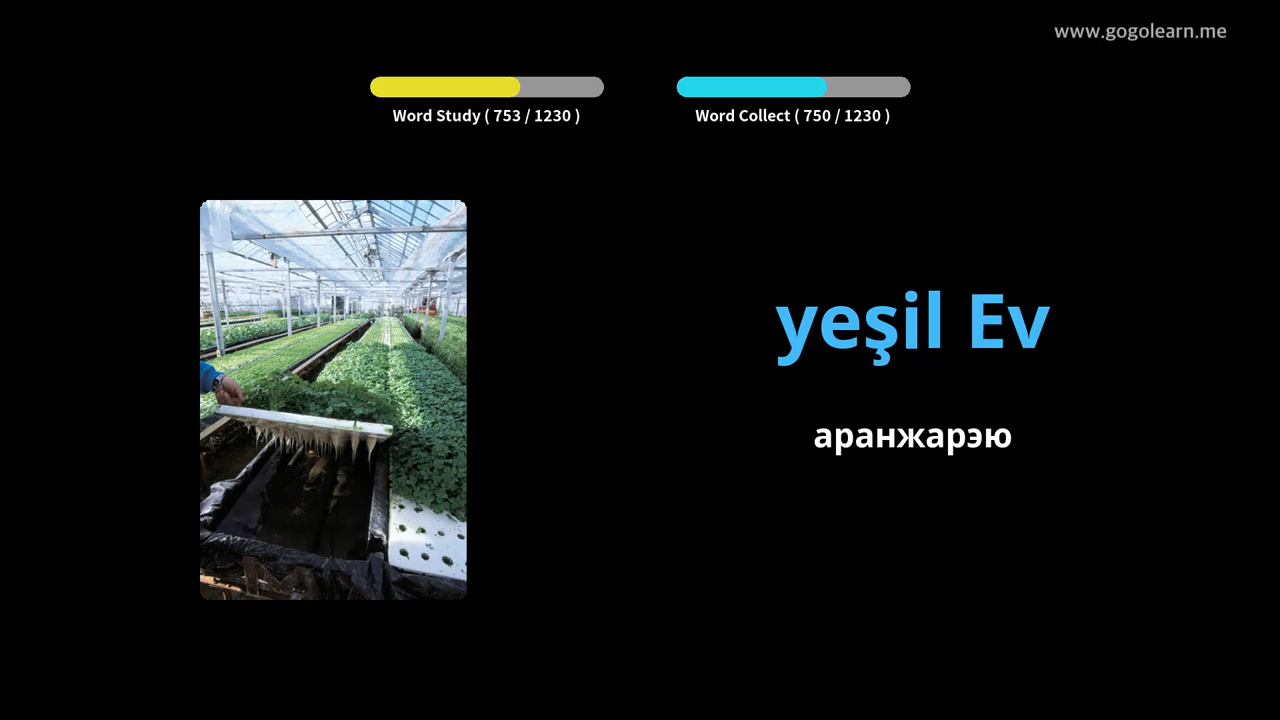 www.gogolearn.me
Word Study ( 753 / 1230 )
Word Collect ( 750 / 1230 )
yeşil Ev
аранжарэю